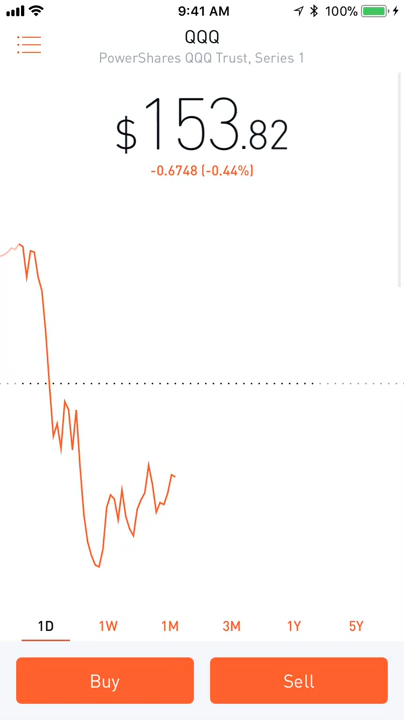 9:41 AM
100%
QQQ
PowerShares QQQ Trust, Series 1
$153.82
-0.6748 (-0.44%)
1D 1W 1M 3M 1Y 5Y
Buy Sell